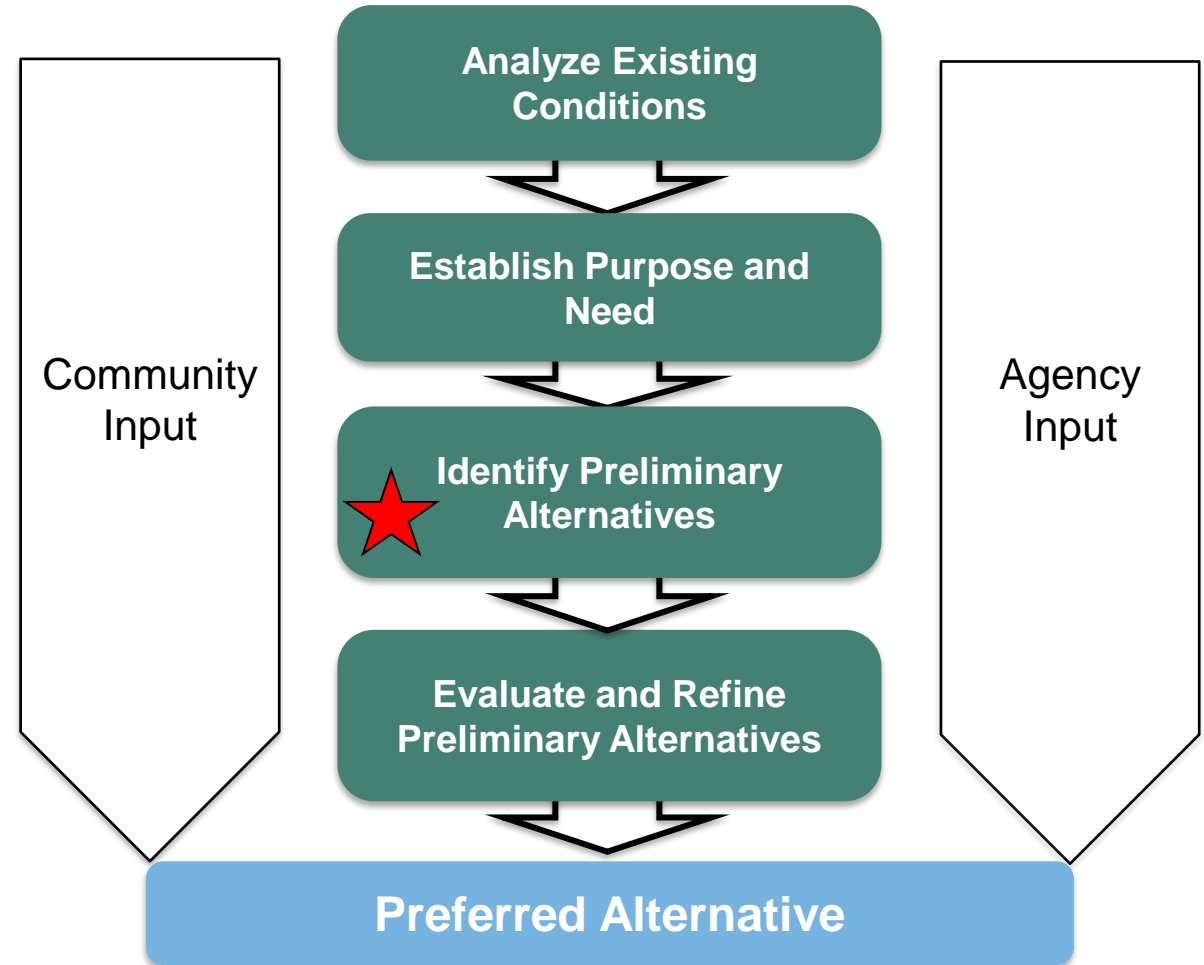 Analyze Existing
Conditions
Establish Purpose and
Need
Community
Input
Agency
Input
Identify Preliminary
Alternatives
Evaluate and Refine
Preliminary Alternatives
Preferred Alternative